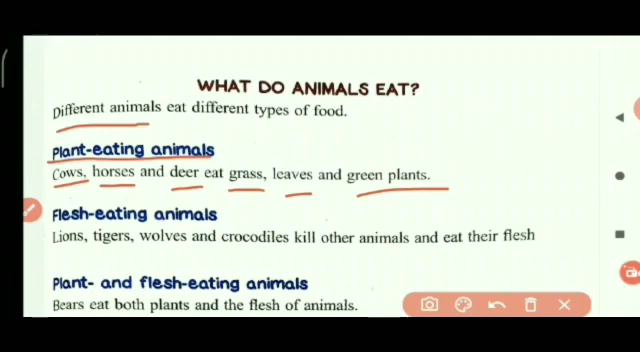 WHAT DO ANIMALS EAT?
Different animals eat different types of food.
Plant-eating animals
Cows, horses and deer eat grass, leaves and green plants.
Flesh-eating animals
Lions, tigers, wolves and crocodiles kill other animals and eat their flesh
Plant- and flesh-eating animals
Bears eat both plants and the flesh of animals.